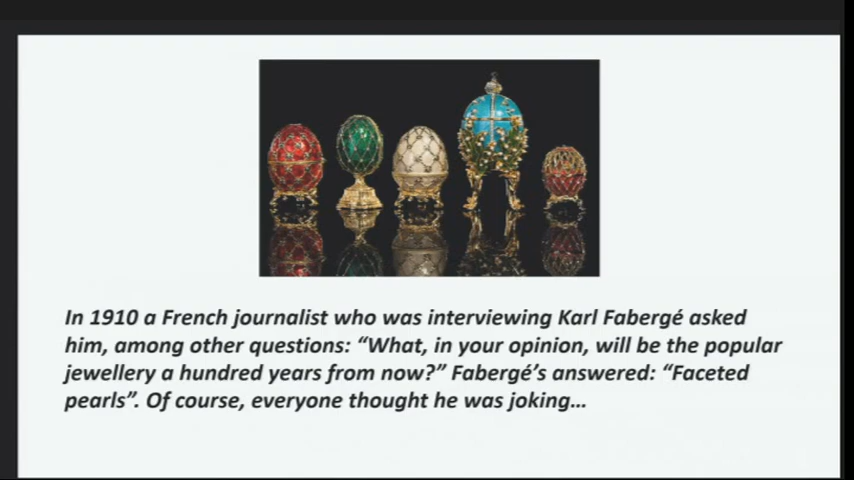 In 1910 a French journalist who was interviewing Karl Fabergé asked
him, among other questions: “What, in your opinion, will be the popular
jewellery a hundred years from now?” Fabergé’s answered: “Faceted
pearls”. Of course, everyone thought he was joking…